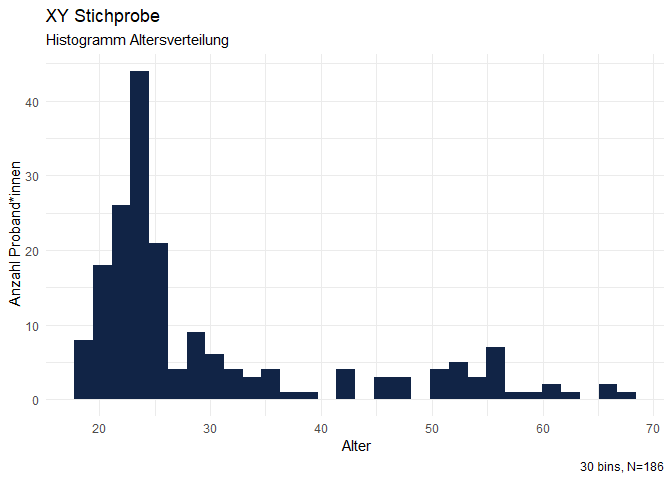 XY Stichprobe
Histogramm Altersverteilung
Anzahl Proband*innen
40
30
20
10
0
20 30 40 50 60 70
Alter
30 bins, N=186